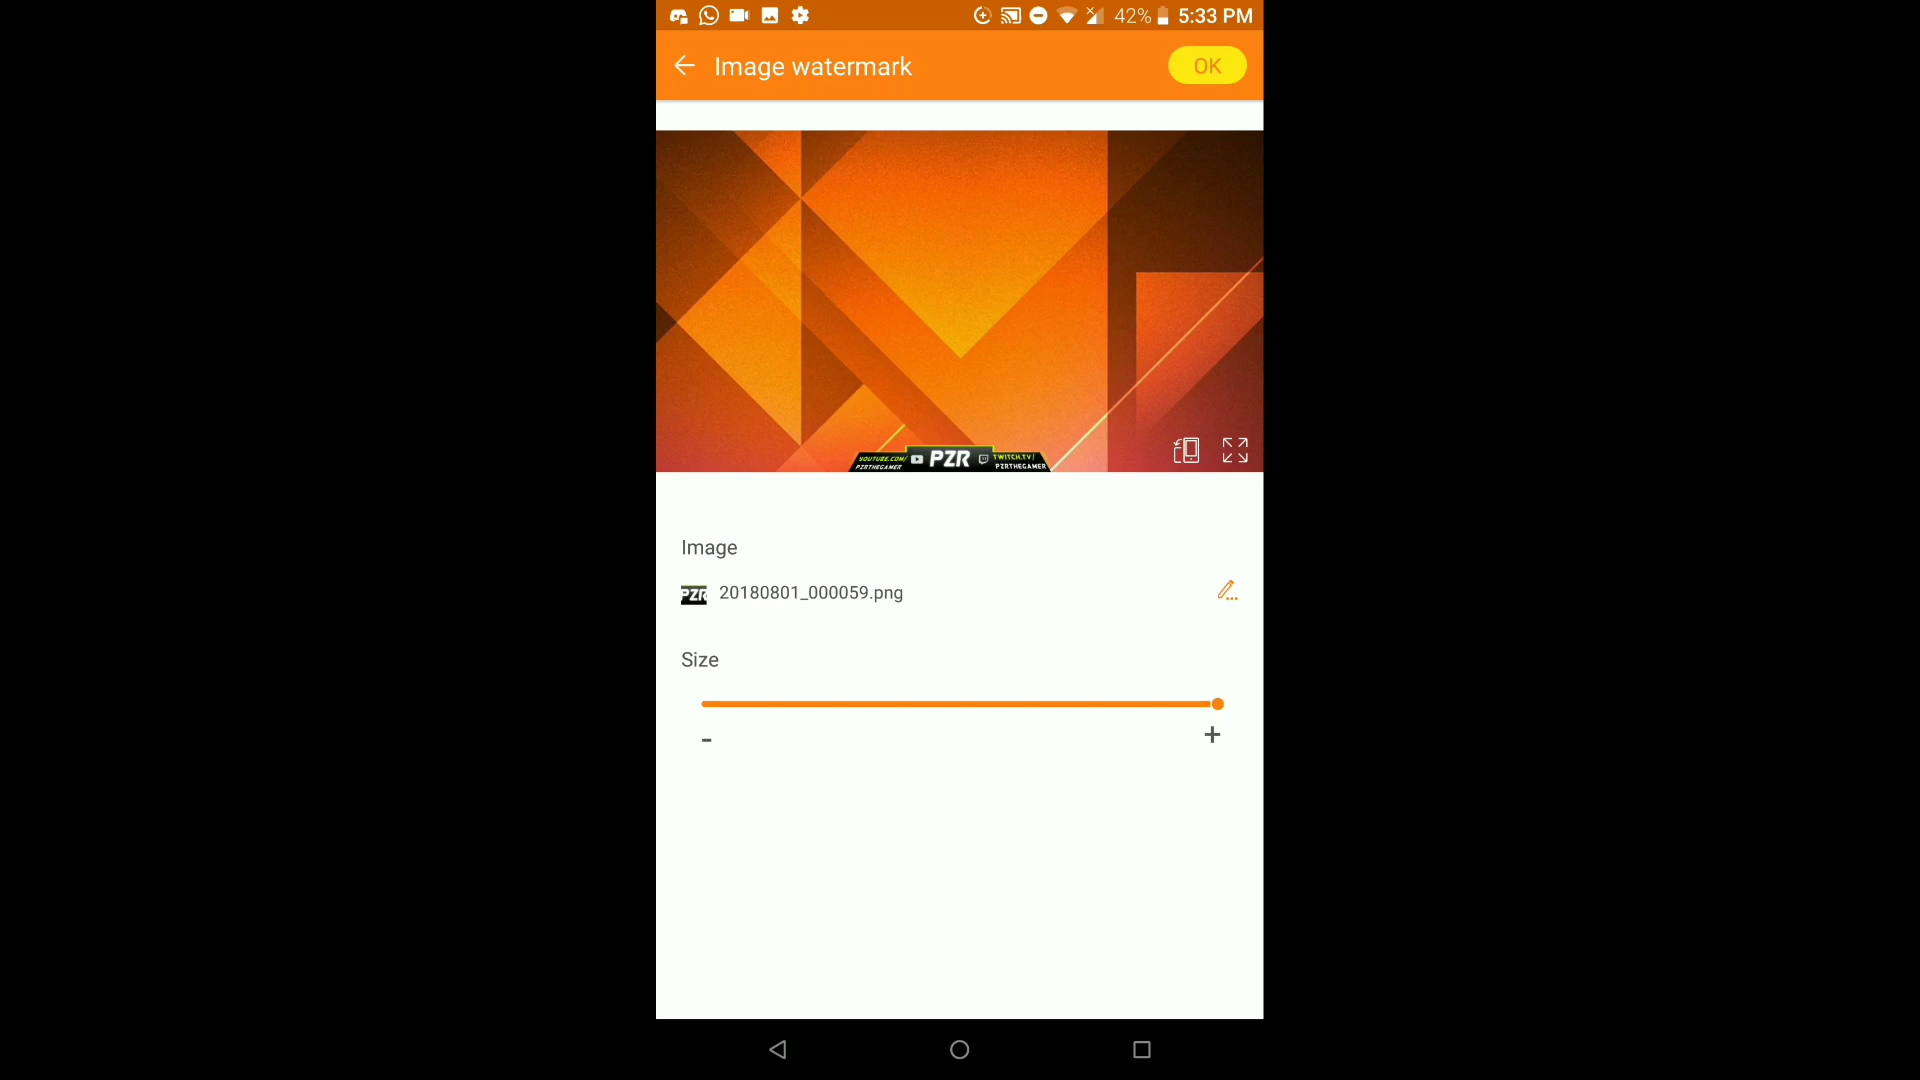 42% 5:33 PM
Image watermark OK
YOUTUBE.COM/ PZR TWITCH.TV/
PZRTHEGAMER PZRTHEGAMER
Image
PZR 20180801_000059.png
Size
- +